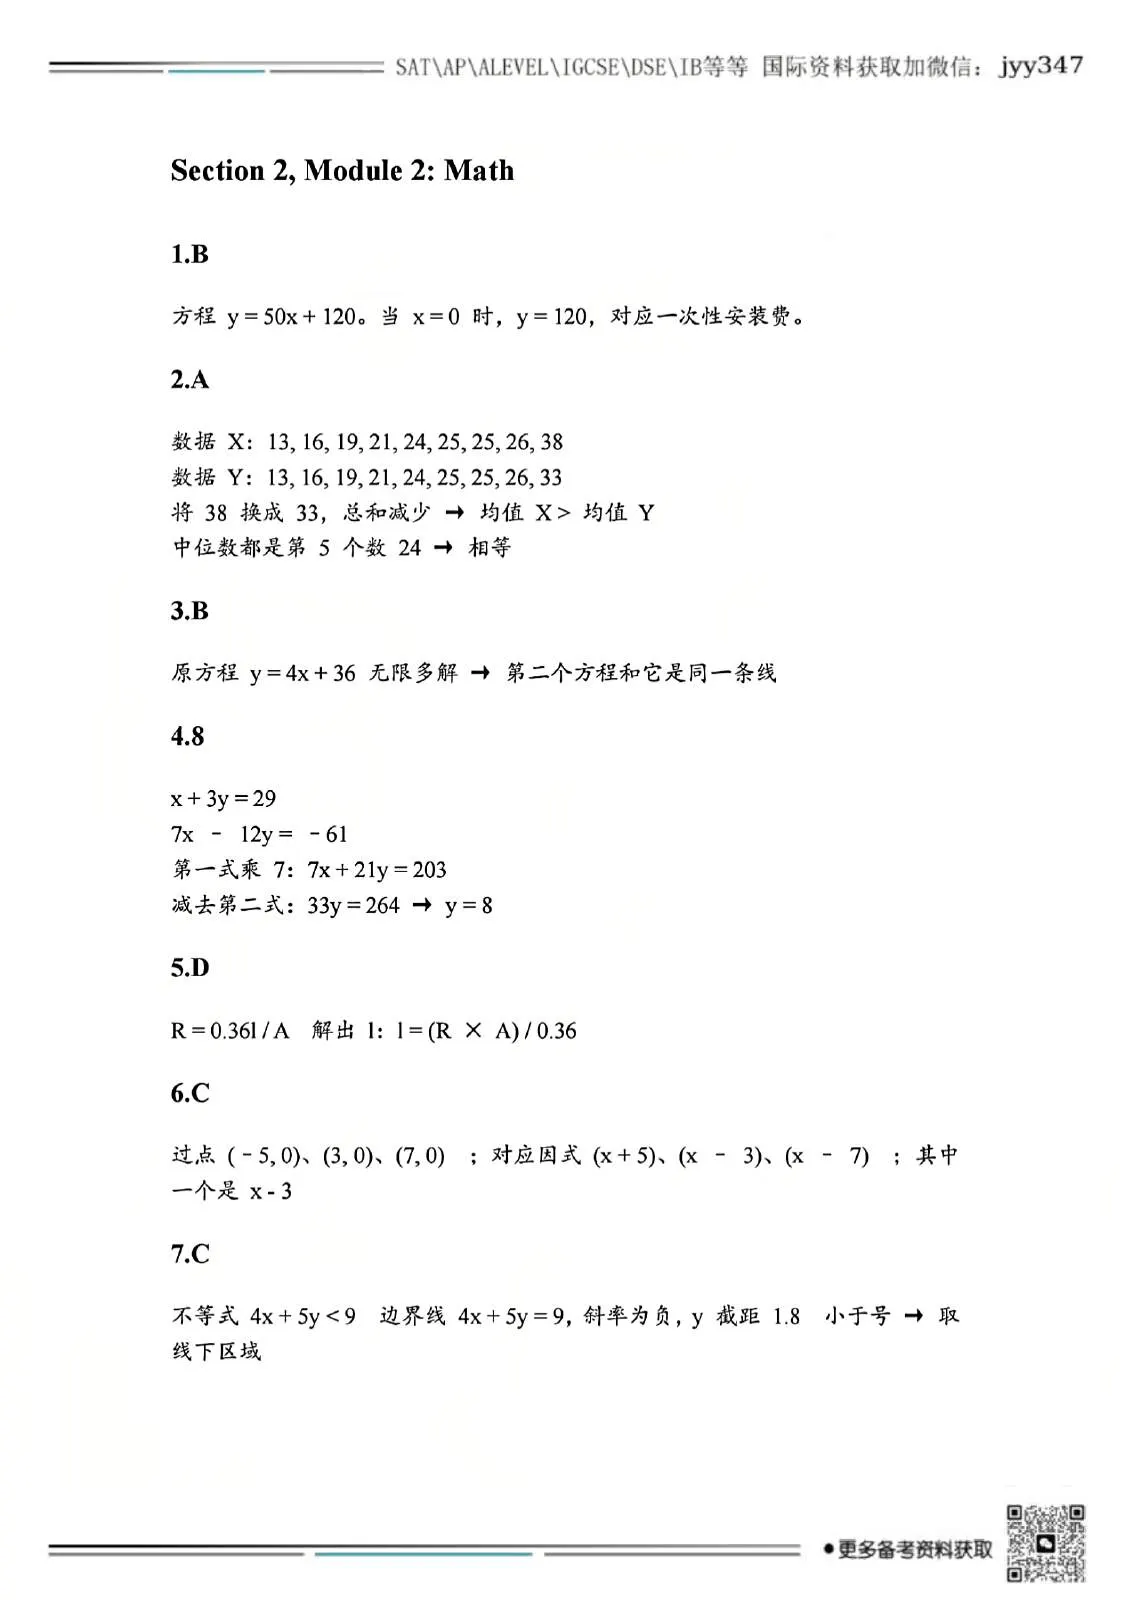 SAT\AP\ALEVEL\IGCSE\DSE\IB等等 国际资料获取加微信: jyy347
Section 2, Module 2: Math
1.B
方程 y = 50x + 120。当 x = 0 时，y = 120，对应一次性安装费。
2.A
数据 X：13, 16, 19, 21, 24, 25, 25, 26, 38
数据 Y：13, 16, 19, 21, 24, 25, 25, 26, 33
将 38 换成 33，总和减少 → 均值 X > 均值 Y
中位数都是第 5 个数 24 → 相等
3.B
原方程 y = 4x + 36 无限多解 → 第二个方程和它是同一条线
4.8
x + 3y = 29
7x − 12y = −61
第一式乘 7：7x + 21y = 203
减去第二式：33y = 264 → y = 8
5.D
R = 0.36l / A 解出 l：l = (R × A) / 0.36
6.C
过点 (−5, 0)、(3, 0)、(7, 0) ；对应因式 (x + 5)、(x − 3)、(x − 7) ；其中
一个是 x - 3
7.C
不等式 4x + 5y < 9 边界线 4x + 5y = 9，斜率为负，y 截距 1.8 小于号 → 取
线下区域
•更多备考资料获取